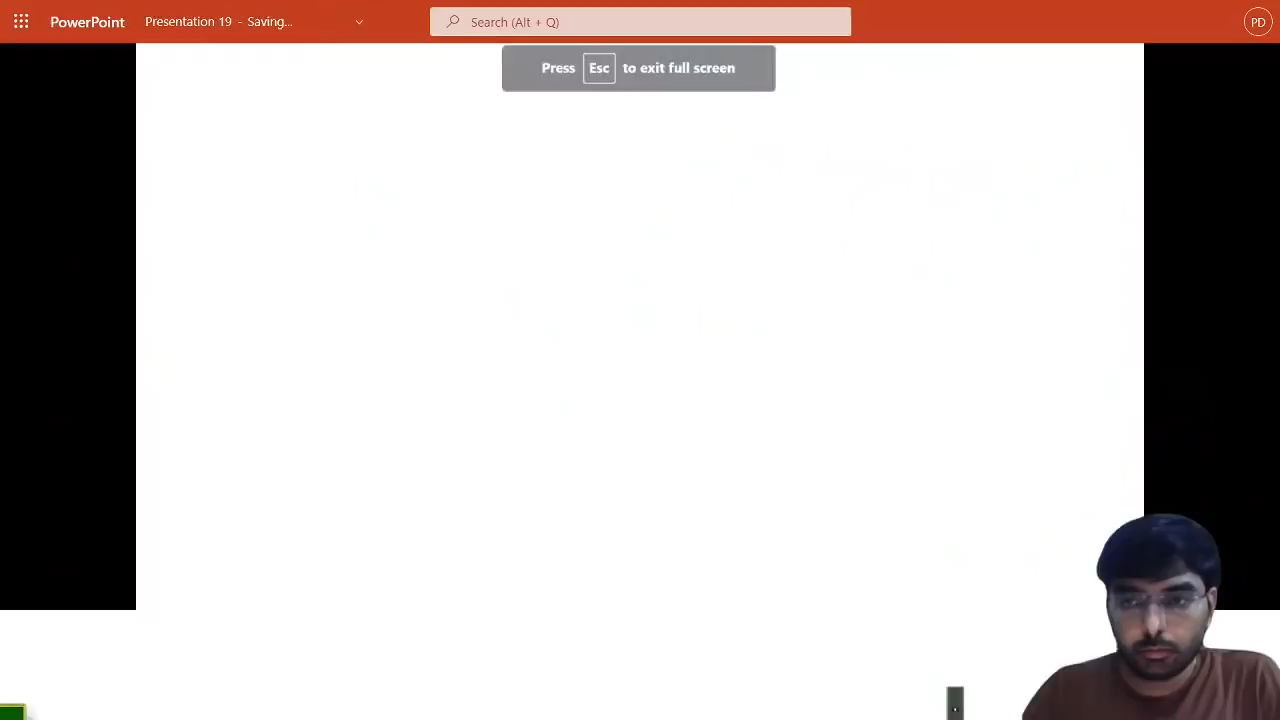 PowerPoint Presentation 19 - Saving... Search (Alt + Q) PD
Press Esc to exit full screen